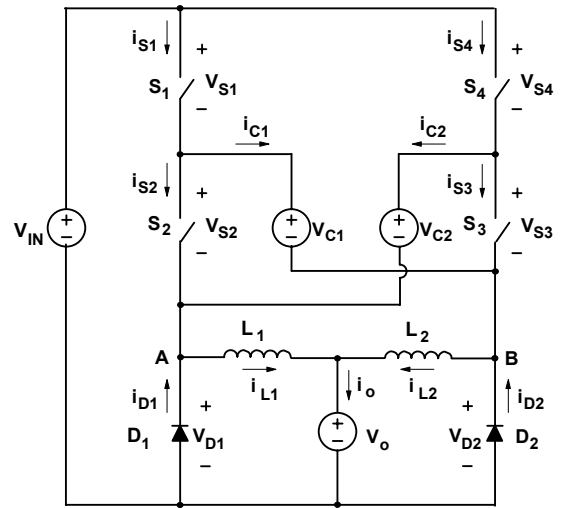 iS1 + iS4 +
S1 VS1 S4 VS4
− −
iC1 iC2
iS2 + iS3 +
VIN + − S2 VS2 + − VC1 + − VC2 S3 VS3
− −
L1 L2
A B
iL1 io iL2
iD1 + + iD2
D1 VD1 + − Vo VD2 D2
− −